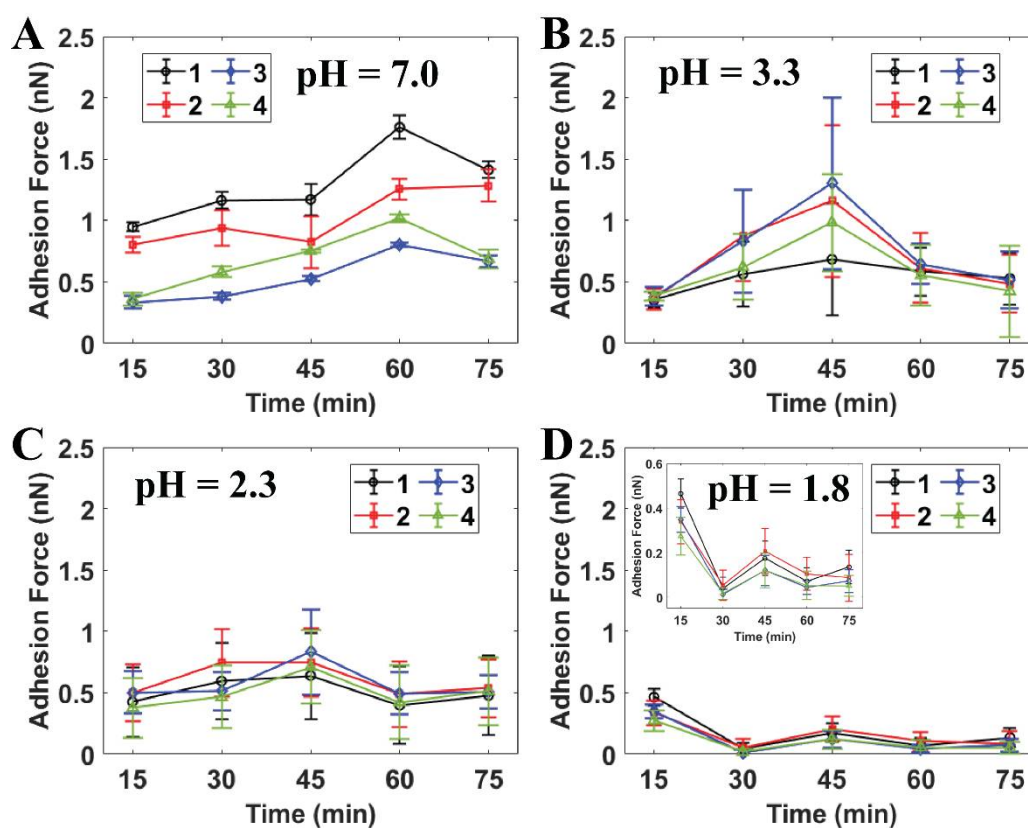 A
2.5
2
1.5
1
0.5
0
Adhesion Force (nN)
1 3
2 4
pH = 7.0
15 30 45 60 75
Time (min)
B
2.5
2
1.5
1
0.5
0
Adhesion Force (nN)
pH = 3.3
1 3
2 4
15 30 45 60 75
Time (min)
C
2.5
2
1.5
1
0.5
0
Adhesion Force (nN)
pH = 2.3
1 3
2 4
15 30 45 60 75
Time (min)
D
2.5
2
1.5
1
0.5
0
Adhesion Force (nN)
0.6
0.4
0.2
0
Adhesion Force (nN)
pH = 1.8
15 30 45 60 75
Time (min)
1 3
2 4
15 30 45 60 75
Time (min)